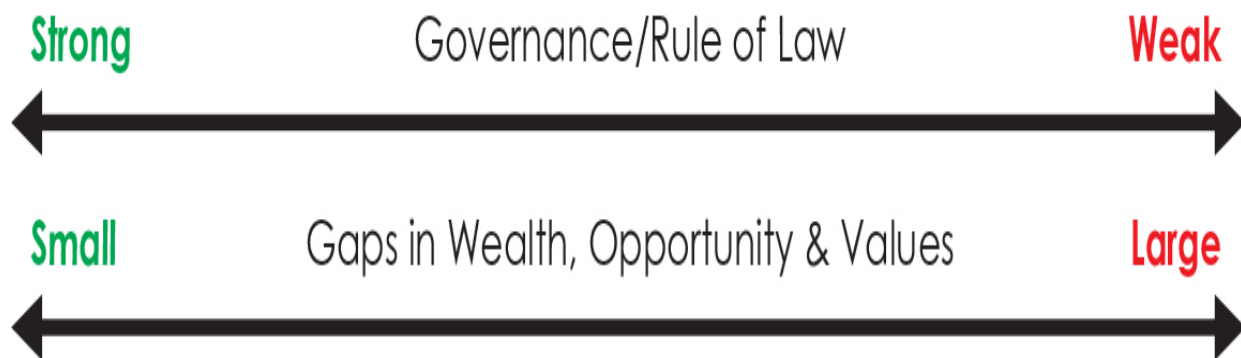 Strong Governance/Rule of Law Weak
Small Gaps in Wealth, Opportunity & Values Large